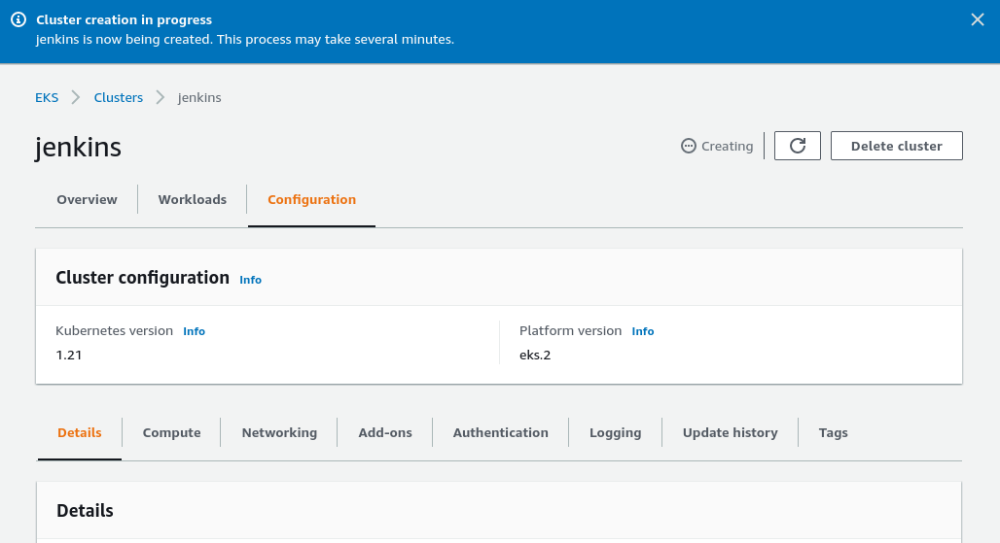 Cluster creation in progress
jenkins is now being created. This process may take several minutes.
EKS Clusters jenkins
jenkins
Creating Delete cluster
Overview Workloads Configuration
Cluster configuration Info
Kubernetes version Info
1.21
Platform version Info
eks.2
Details Compute Networking Add-ons Authentication Logging Update history Tags
Details